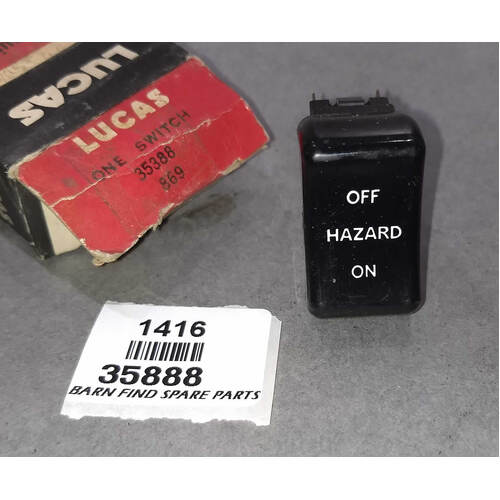 LUCAS
LUCAS
ONE SWITCH
35388
869
OFF
HAZARD
ON
1416
35888
BARN FIND SPARE PARTS